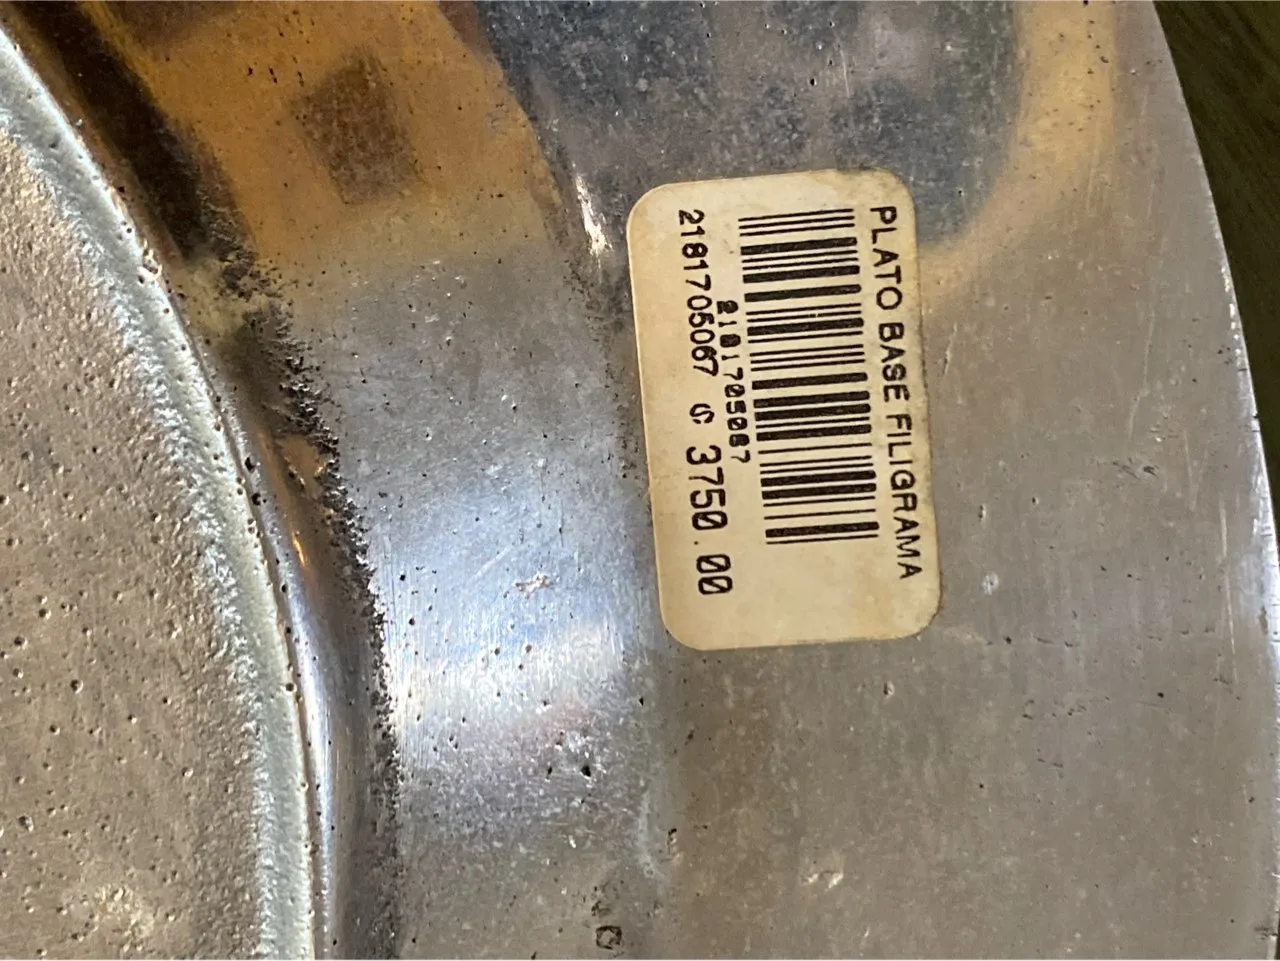 PLATO BASE FILIGRAMA
2181705067
2181705067 $ 3750.00